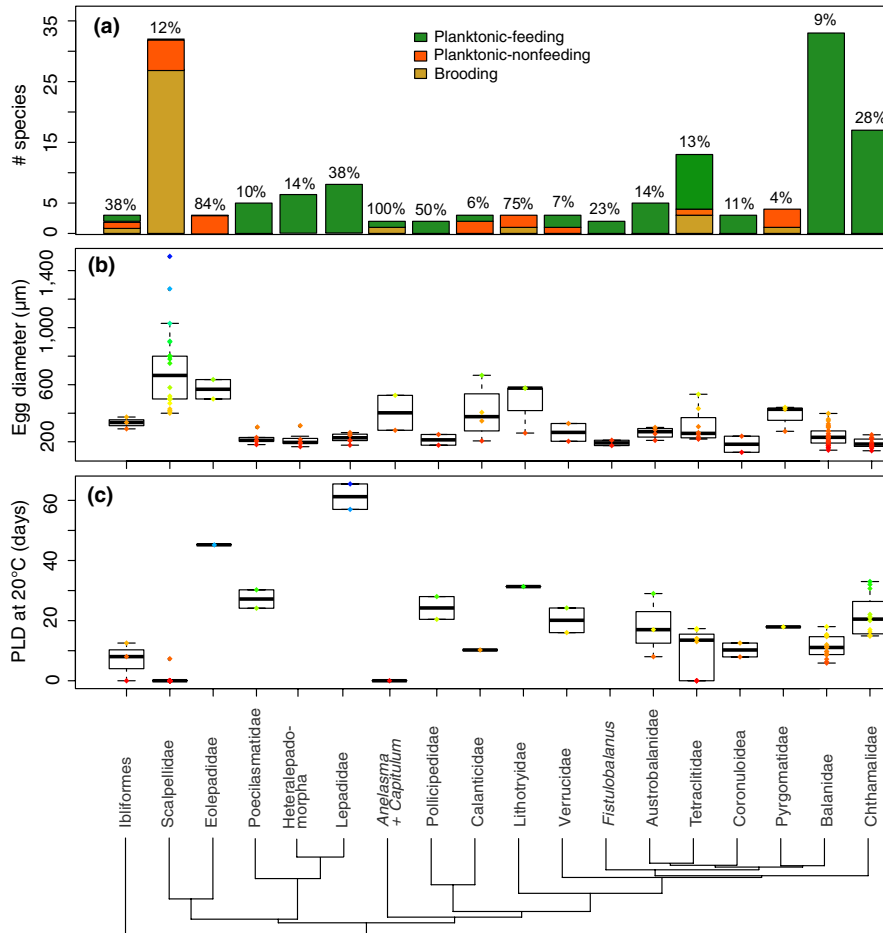 (a)
# species
35
25
15
5
0
Planktonic-feeding
Planktonic-nonfeeding
Brooding
38%
12%
84%
10%
14%
38%
100%
50%
6%
75%
7%
23%
14%
13%
11%
4%
9%
28%
(b)
Egg diameter (µm)
1,400
1,000
600
200
(c)
PLD at 20°C (days)
60
40
20
0
Ibliformes
Scalpellidae
Eolepadidae
Poecilasmatidae
Heteralepado-
morpha
Lepadidae
Anelasma
+ Capitulum
Pollicipedidae
Calanticidae
Lithotryidae
Verrucidae
Fistulobalanus
Austrobalanidae
Tetraclitidae
Coronuloidea
Pyrgomatidae
Balanidae
Chthamalidae